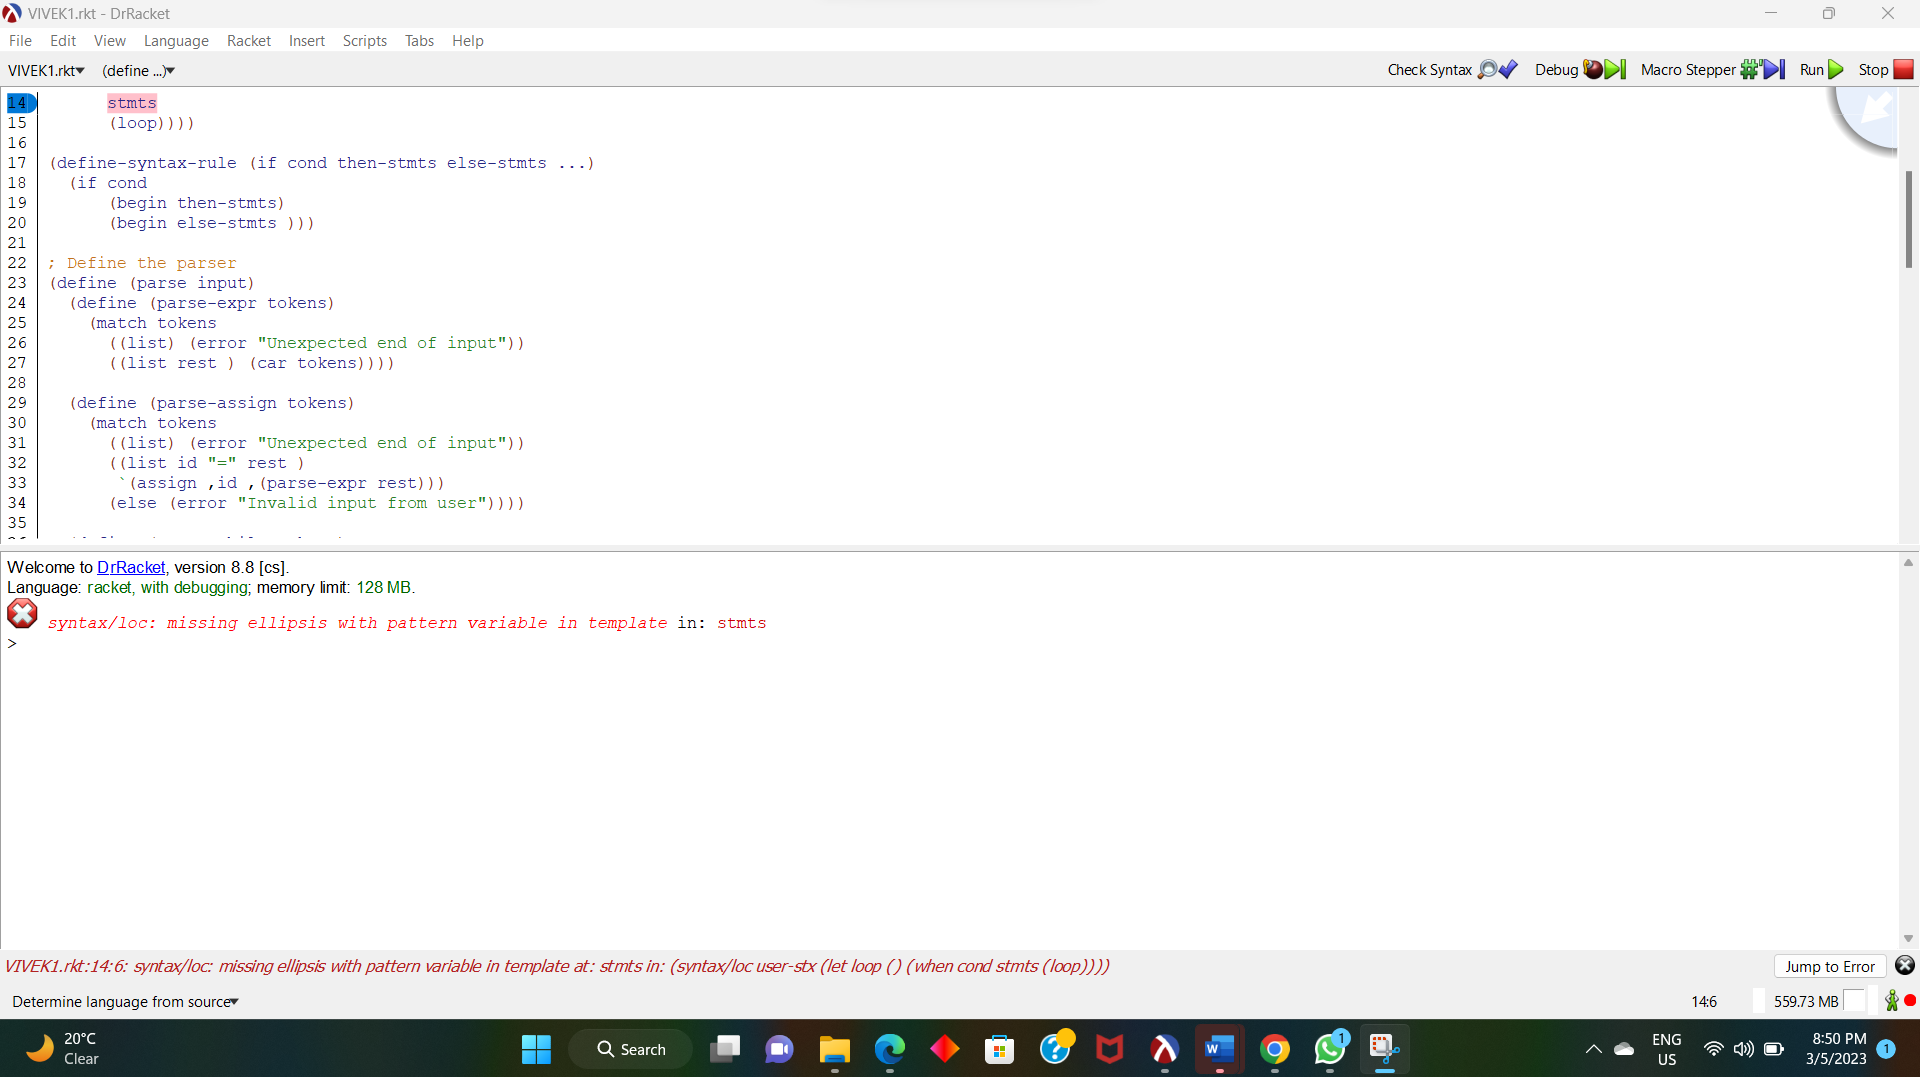 VIVEK1.rkt - DrRacket
File Edit View Language Racket Insert Scripts Tabs Help
VIVEK1.rkt (define ...) Check Syntax Debug Macro Stepper Run Stop
14 stmts
15 (loop))))
16
17 (define-syntax-rule (if cond then-stmts else-stmts ...)
18 (if cond
19 (begin then-stmts)
20 (begin else-stmts )))
21
22 ; Define the parser
23 (define (parse input)
24 (define (parse-expr tokens)
25 (match tokens
26 ((list) (error "Unexpected end of input"))
27 ((list rest ) (car tokens))))
28
29 (define (parse-assign tokens)
30 (match tokens
31 ((list) (error "Unexpected end of input"))
32 ((list id "=" rest )
33 `(assign ,id ,(parse-expr rest)))
34 (else (error "Invalid input from user"))))
35
Welcome to DrRacket, version 8.8 [cs].
Language: racket, with debugging; memory limit: 128 MB.
syntax/loc: missing ellipsis with pattern variable in template in: stmts
>
VIVEK1.rkt:14:6: syntax/loc: missing ellipsis with pattern variable in template at: stmts in: (syntax/loc user-stx (let loop () (when cond stmts (loop)))) Jump to Error
Determine language from source 14:6 559.73 MB
20°C
Clear
Search
1
ENG
US
8:50 PM
3/5/2023
1